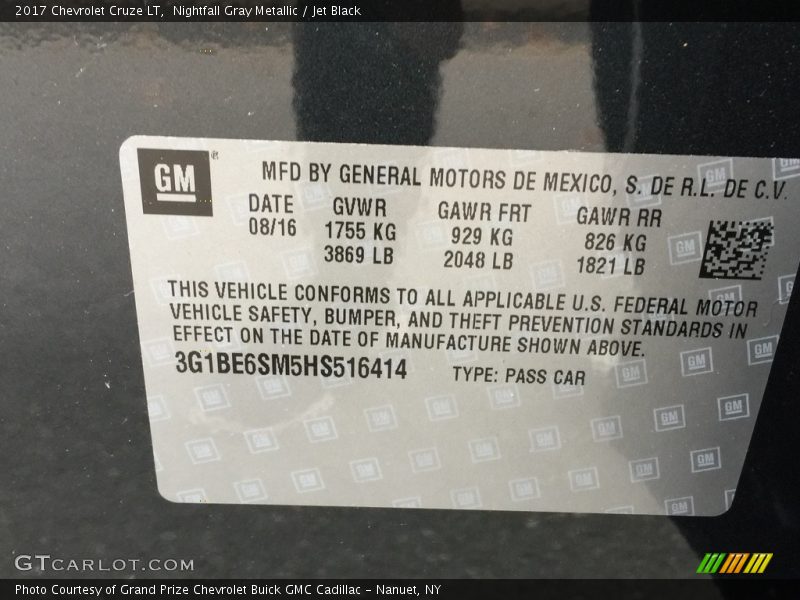 2017 Chevrolet Cruze LT,  Nightfall Gray Metallic / Jet Black
GM®
MFD BY GENERAL MOTORS DE MEXICO, S. DE R.L. DE C.V.
DATE GVWR GAWR FRT GAWR RR
08/16 1755 KG 929 KG 826 KG
3869 LB 2048 LB 1821 LB
THIS VEHICLE CONFORMS TO ALL APPLICABLE U.S. FEDERAL MOTOR
VEHICLE SAFETY, BUMPER, AND THEFT PREVENTION STANDARDS IN
EFFECT ON THE DATE OF MANUFACTURE SHOWN ABOVE.
3G1BE6SM5HS516414 TYPE: PASS CAR
GTCARLOT.COM
Photo Courtesy of Grand Prize Chevrolet Buick GMC Cadillac - Nanuet, NY